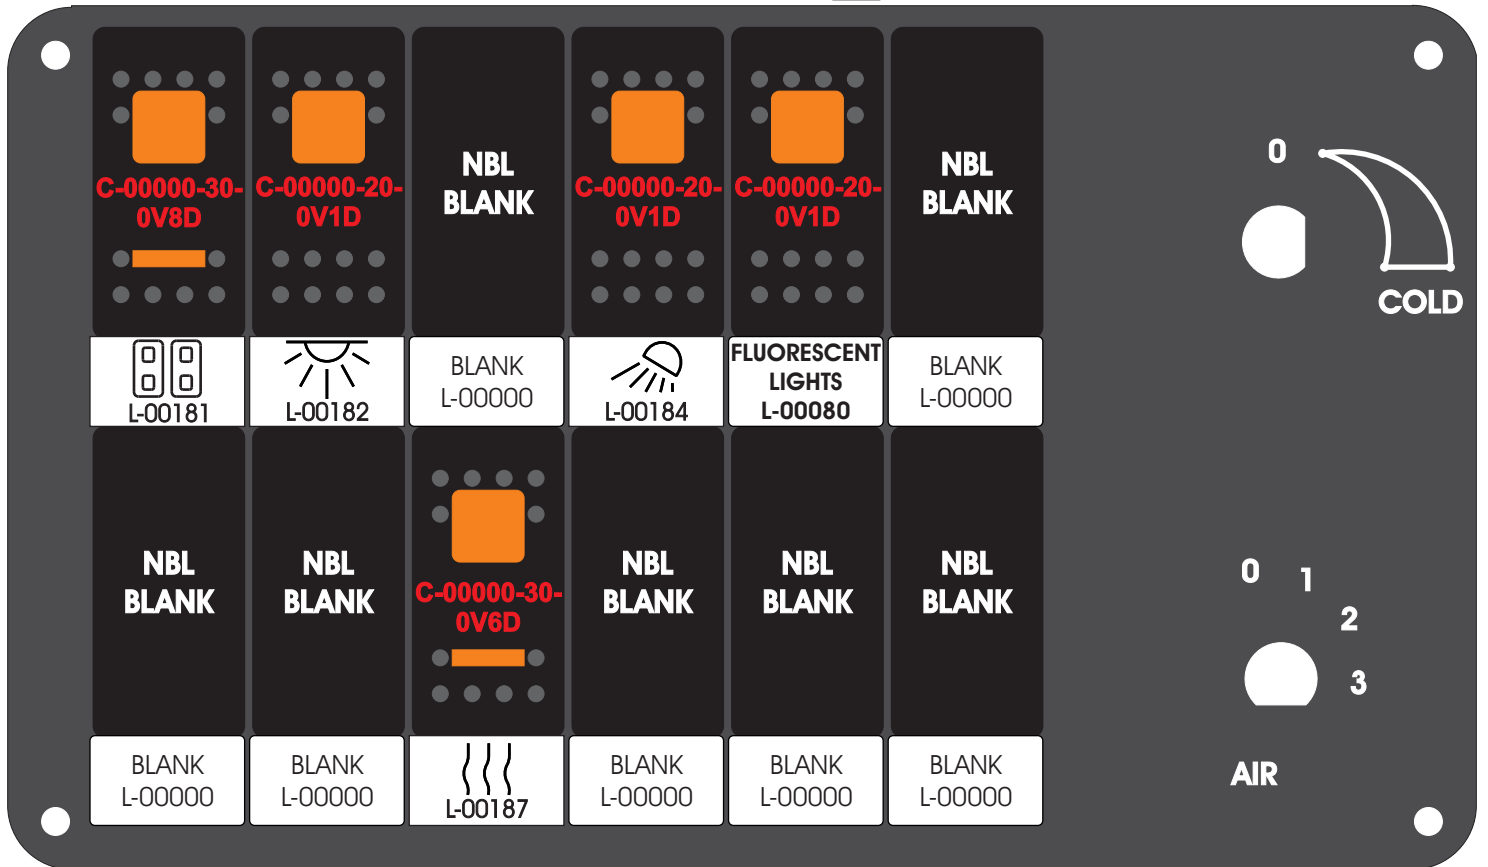 C-00000-30-
0V8D
C-00000-20-
0V1D
NBL
BLANK
C-00000-20-
0V1D
C-00000-20-
0V1D
NBL
BLANK
L-00181
L-00182
BLANK
L-00000
L-00184
FLUORESCENT
LIGHTS
L-00080
BLANK
L-00000
NBL
BLANK
NBL
BLANK
C-00000-30-
0V6D
NBL
BLANK
NBL
BLANK
NBL
BLANK
BLANK
L-00000
BLANK
L-00000
L-00187
BLANK
L-00000
BLANK
L-00000
BLANK
L-00000
0
COLD
0
1
2
3
AIR